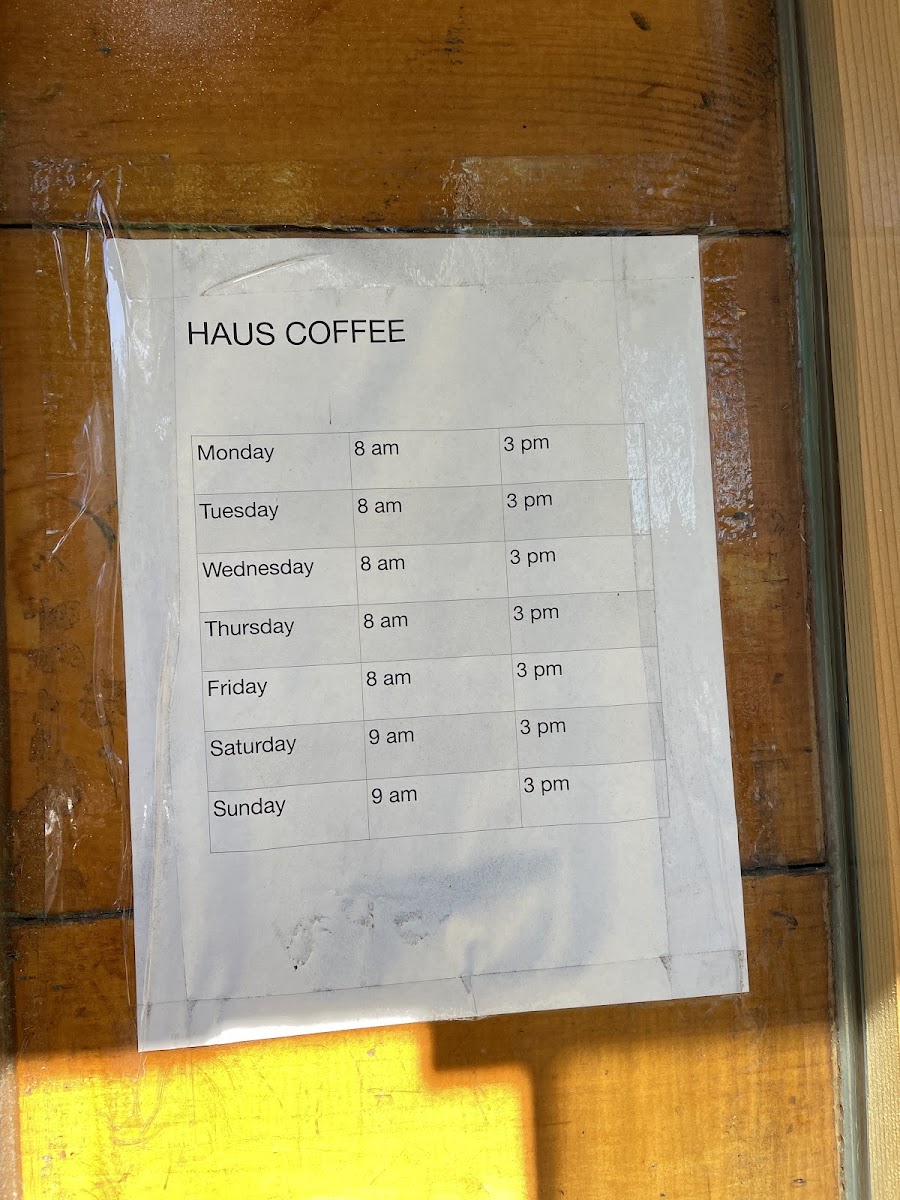 HAUS COFFEE
Monday 8 am 3 pm
Tuesday 8 am 3 pm
Wednesday 8 am 3 pm
Thursday 8 am 3 pm
Friday 8 am 3 pm
Saturday 9 am 3 pm
Sunday 9 am 3 pm